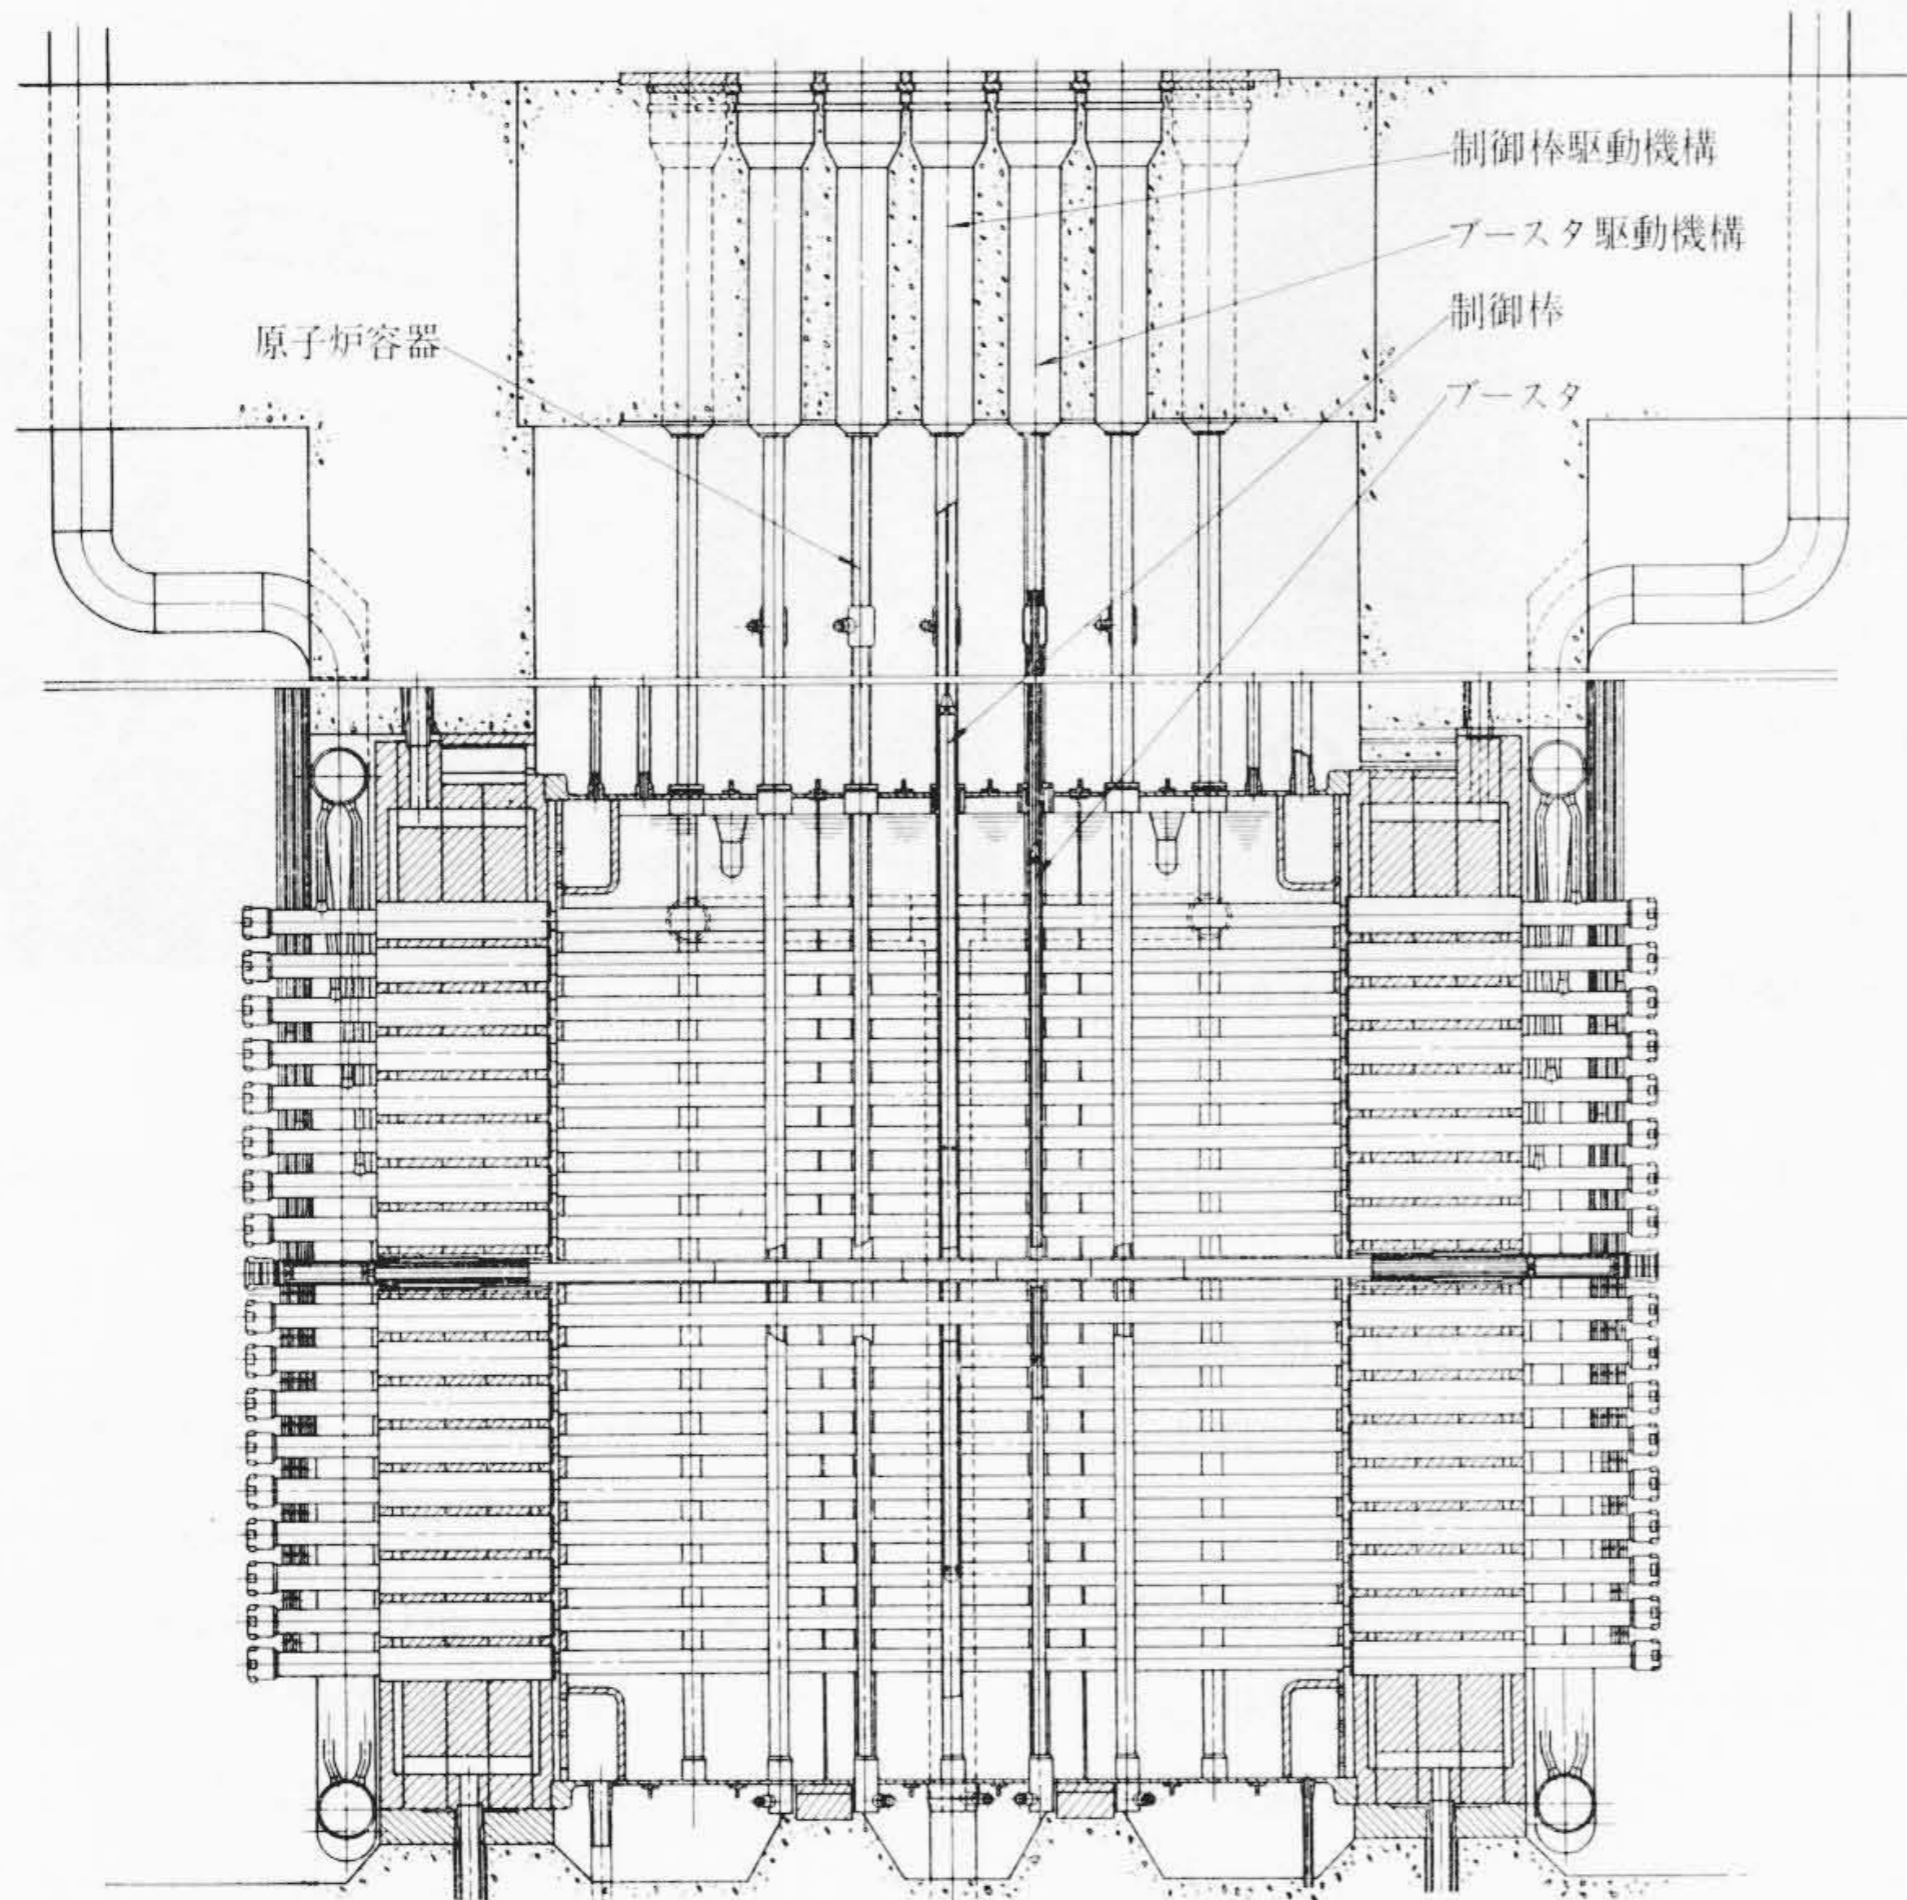 制御棒駆動機構
ブースタ駆動機構
制御棒
原子炉容器
ブースタ